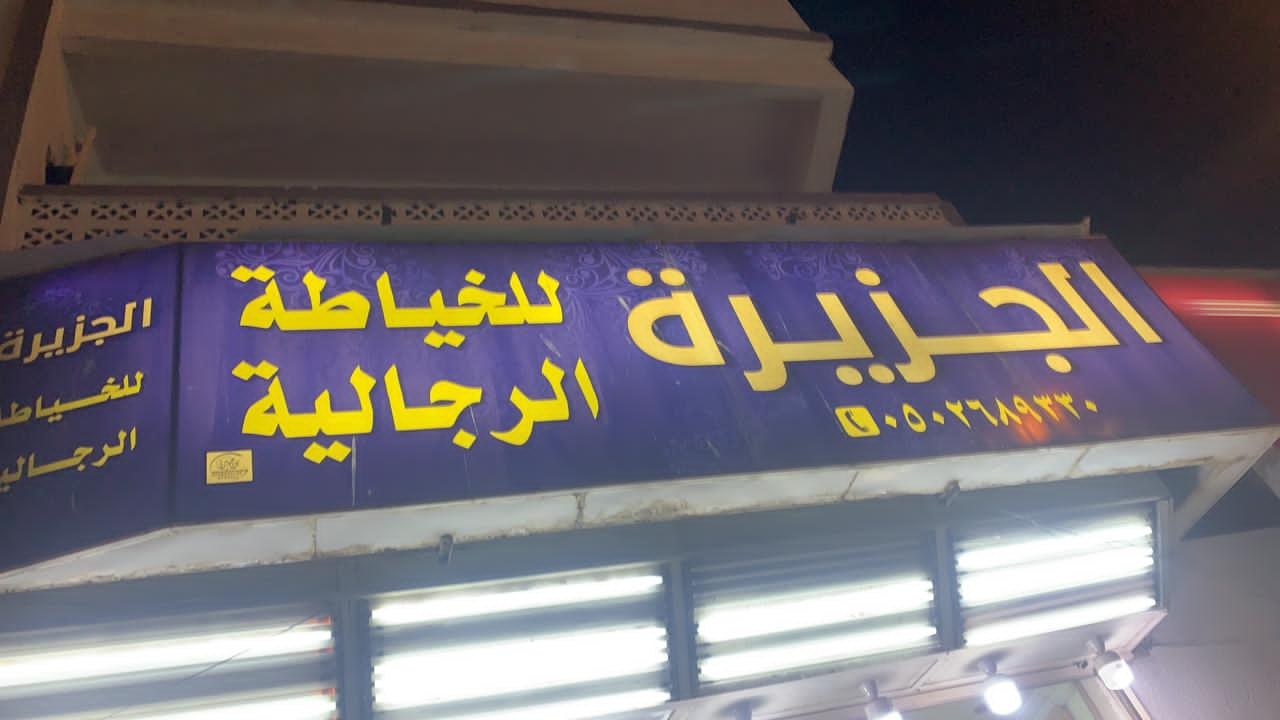 الجزيرة
للخياطة
الرجالية
٠٥٠٢٦٨٩٣٣٠
الجزيرة
للخياطة
الرجالية